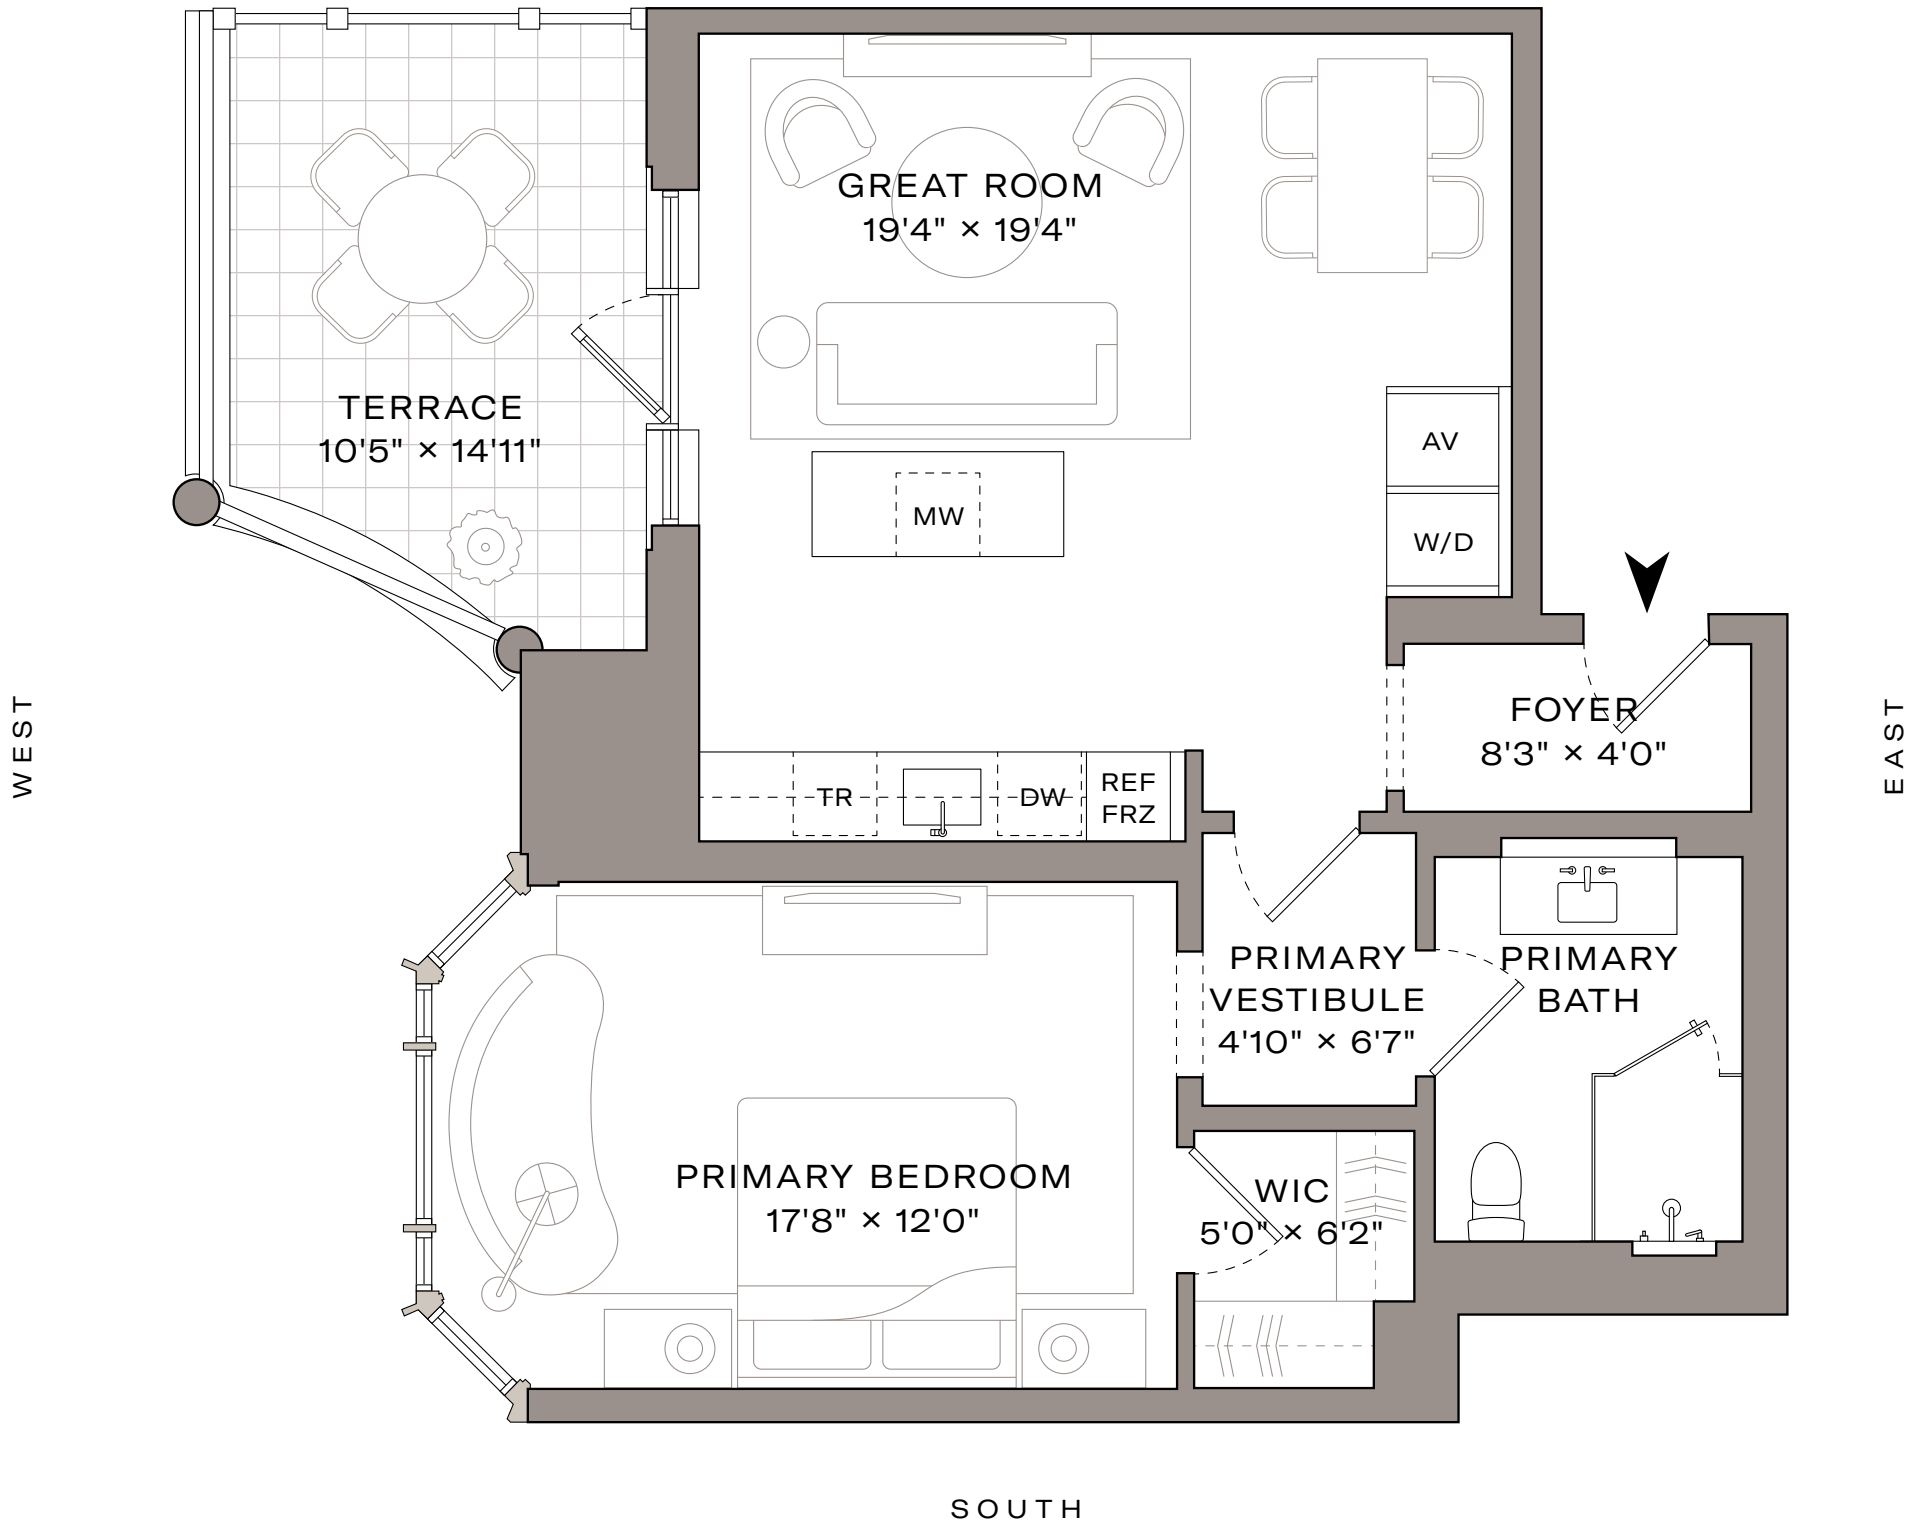 GREAT ROOM
19'4" × 19'4"
TERRACE
10'5" × 14'11"
AV
MW
W/D
WEST
FOYER
8'3" × 4'0"
EAST
TR
DW
REF
FRZ
PRIMARY
VESTIBULE
4'10" × 6'7"
PRIMARY
BATH
PRIMARY BEDROOM
17'8" × 12'0"
WIC
5'0" × 6'2"
SOUTH